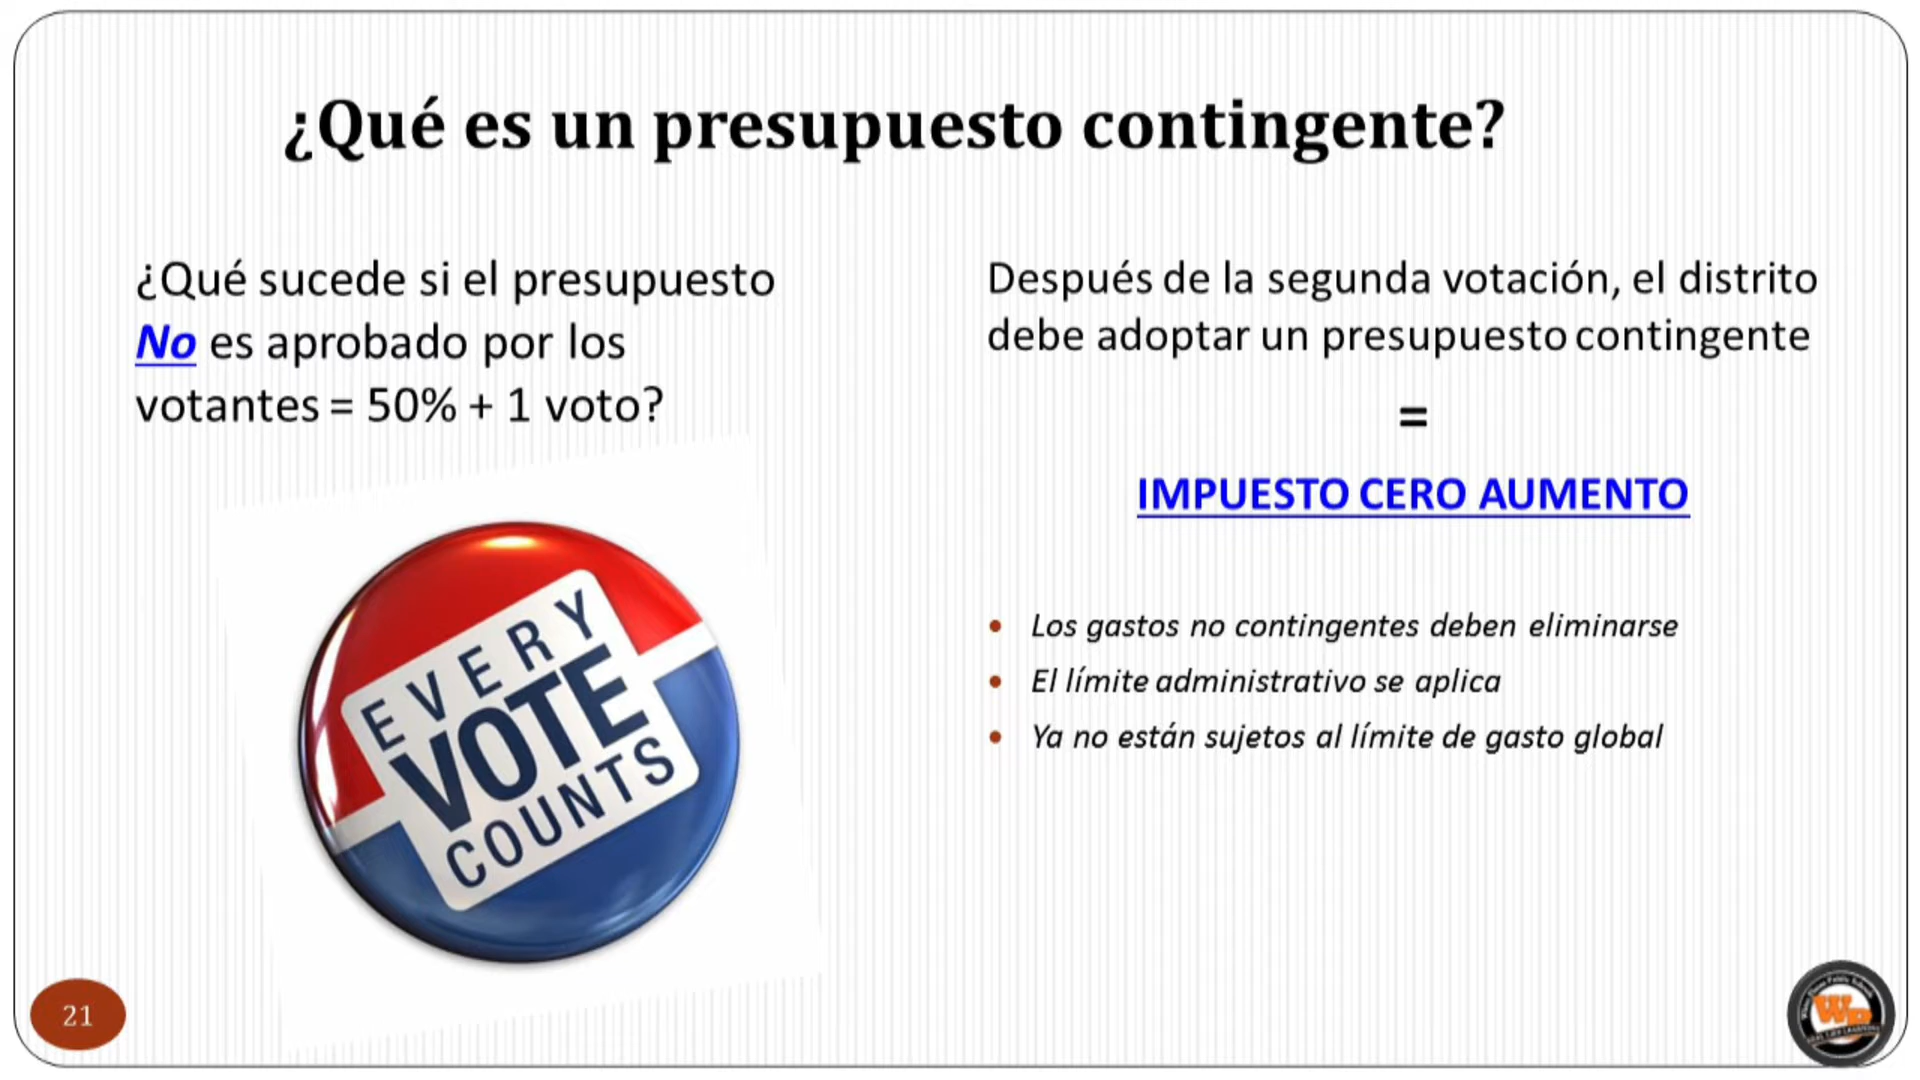 ¿Qué es un presupuesto contingente?
¿Qué sucede si el presupuesto
No es aprobado por los
votantes = 50% + 1 voto?
EVERY
VOTE
COUNTS
Después de la segunda votación, el distrito
debe adoptar un presupuesto contingente
=
IMPUESTO CERO AUMENTO
• Los gastos no contingentes deben eliminarse
• El límite administrativo se aplica
• Ya no están sujetos al límite de gasto global
21